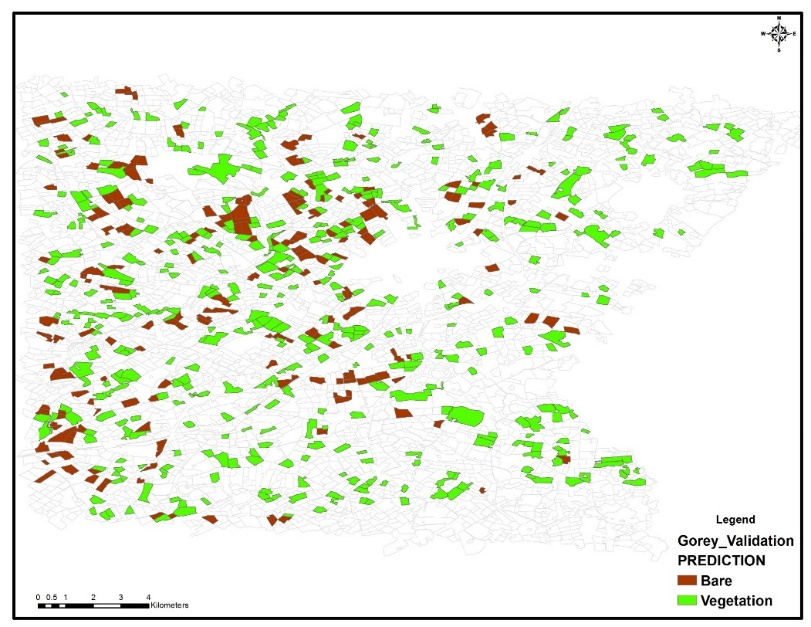 N
W E
S
Legend
Gorey_Validation
PREDICTION
Bare
Vegetation
0 0.5 1 2 3 4
Kilometers